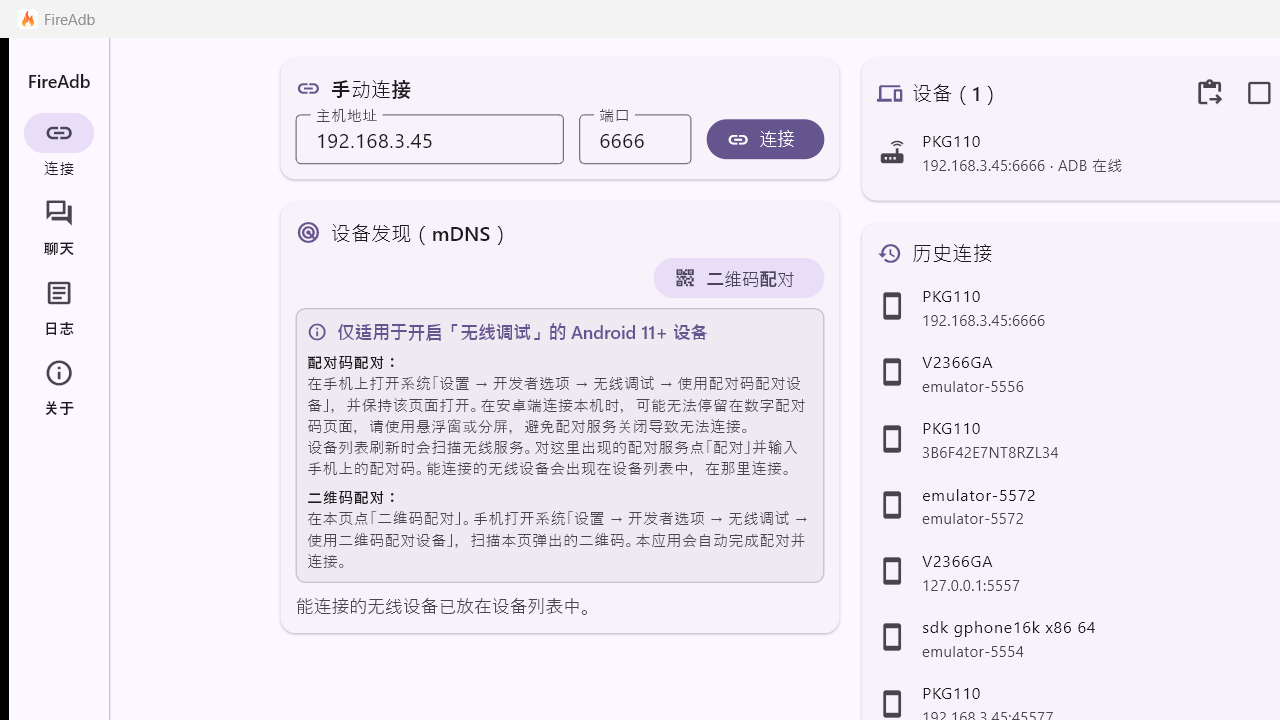 FireAdb
FireAdb
连接
聊天
日志
关于
手动连接
主机地址
192.168.3.45
端口
6666
连接
设备发现（mDNS）
二维码配对
仅适用于开启「无线调试」的 Android 11+ 设备
配对码配对：
在手机上打开系统「设置 → 开发者选项 → 无线调试 → 使用配对码配对设
备」，并保持该页面打开。在安卓端连接本机时，可能无法停留在数字配对
码页面，请使用悬浮窗或分屏，避免配对服务关闭导致无法连接。
设备列表刷新时会扫描无线服务。对这里出现的配对服务点「配对」并输入
手机上的配对码。能连接的无线设备会出现在设备列表中，在那里连接。
二维码配对：
在本页点「二维码配对」。手机打开系统「设置 → 开发者选项 → 无线调试 →
使用二维码配对设备」，扫描本页弹出的二维码。本应用会自动完成配对并
连接。
能连接的无线设备已放在设备列表中。
设备（1）
PKG110
192.168.3.45:6666 · ADB 在线
历史连接
PKG110
192.168.3.45:6666
V2366GA
emulator-5556
PKG110
3B6F42E7NT8RZL34
emulator-5572
emulator-5572
V2366GA
127.0.0.1:5557
sdk gphone16k x86 64
emulator-5554
PKG110
192.168.3.45:45577